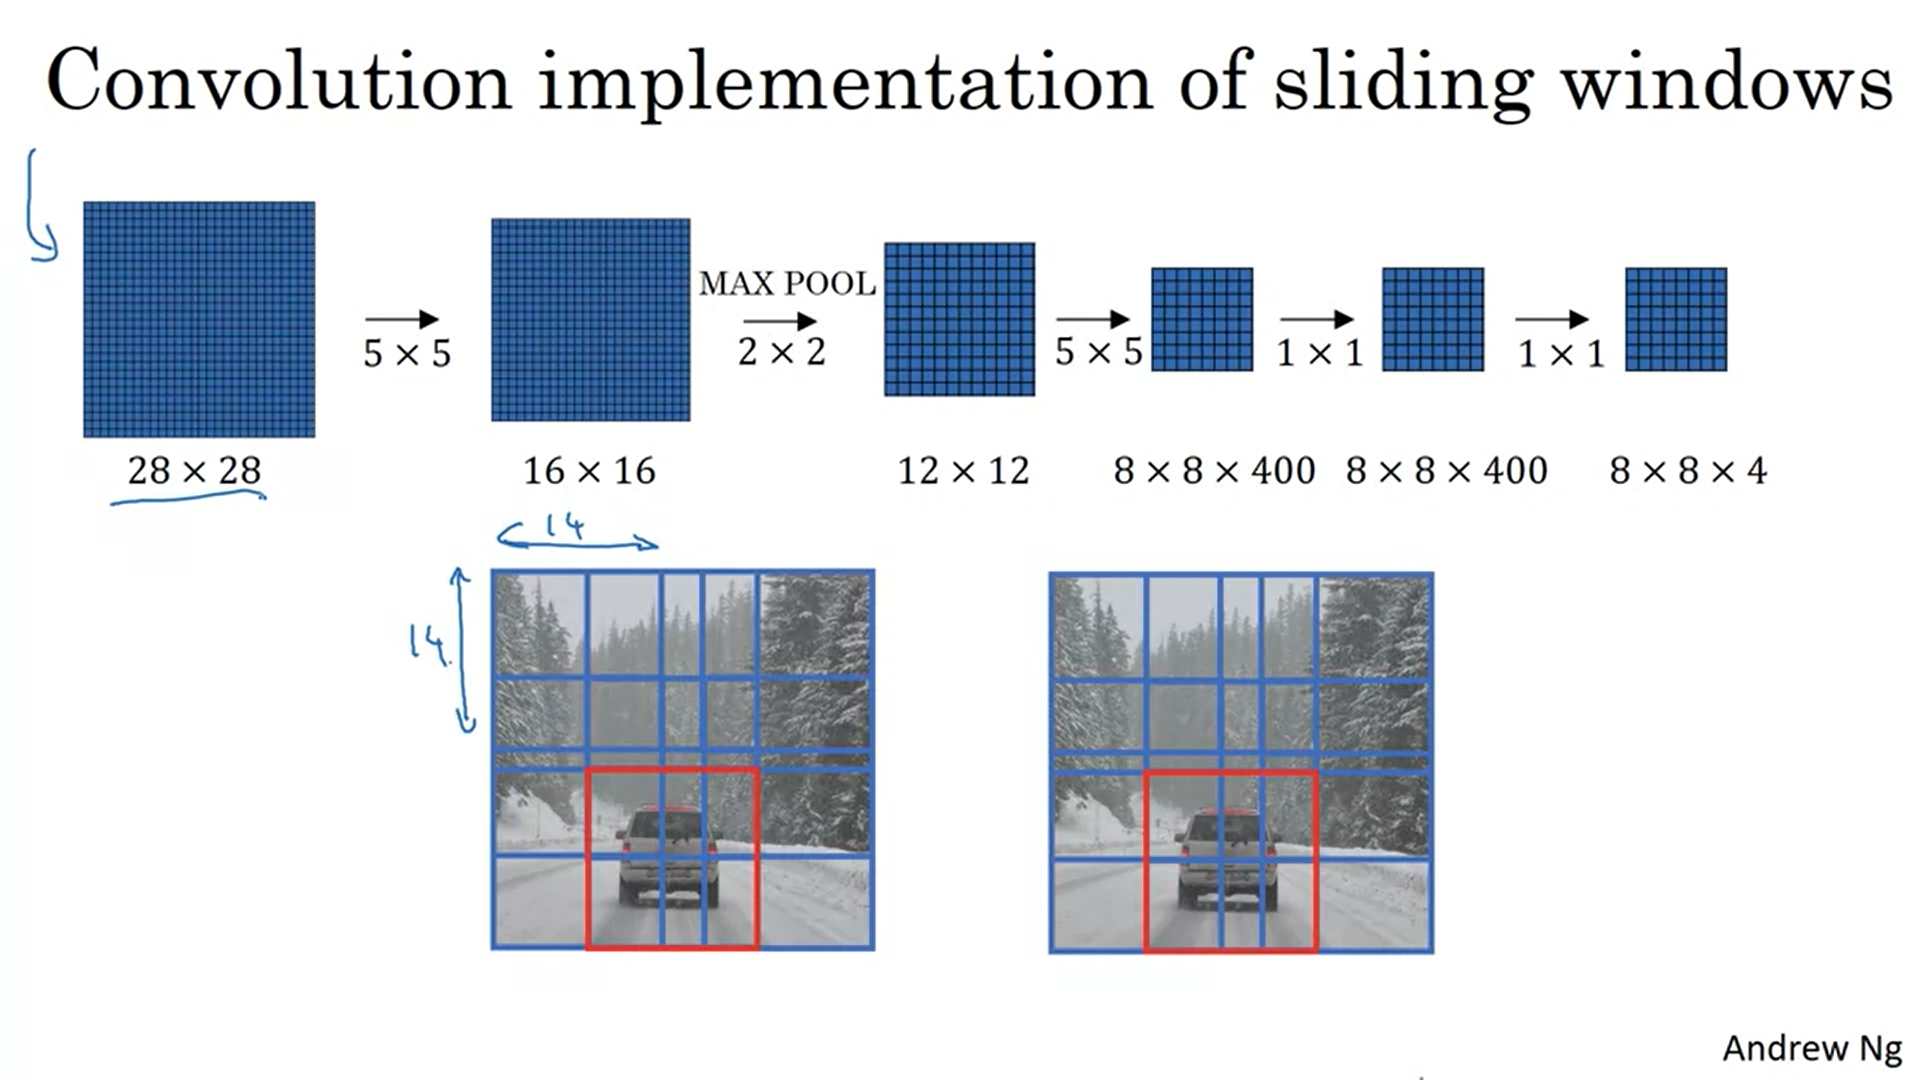 Convolution implementation of sliding windows
MAX POOL
5 × 5
2 × 2
5 × 5
1 × 1
1 × 1
28 × 28
16 × 16
12 × 12
8 × 8 × 400
8 × 8 × 400
8 × 8 × 4
14
14
Andrew Ng